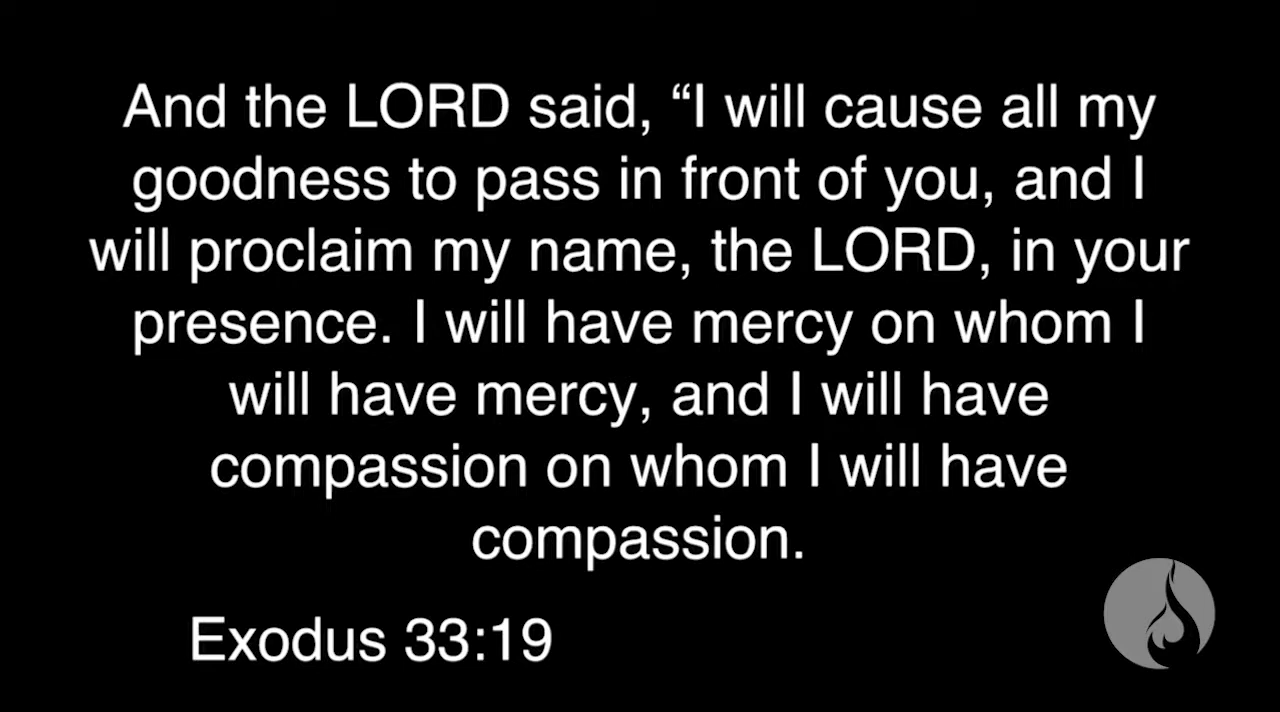 And the LORD said, “I will cause all my
goodness to pass in front of you, and I
will proclaim my name, the LORD, in your
presence. I will have mercy on whom I
will have mercy, and I will have
compassion on whom I will have
compassion.
Exodus 33:19